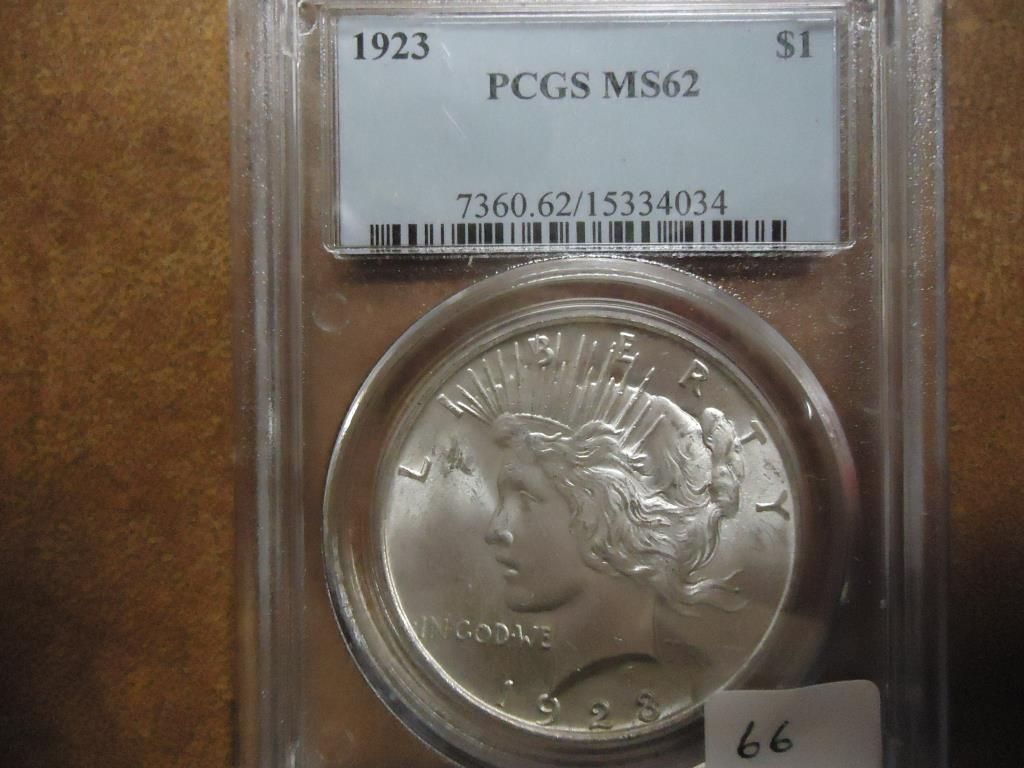 1923 $1
PCGS MS62
7360.62/15334034
LIBERTY
IN·GOD·WE
1923
66